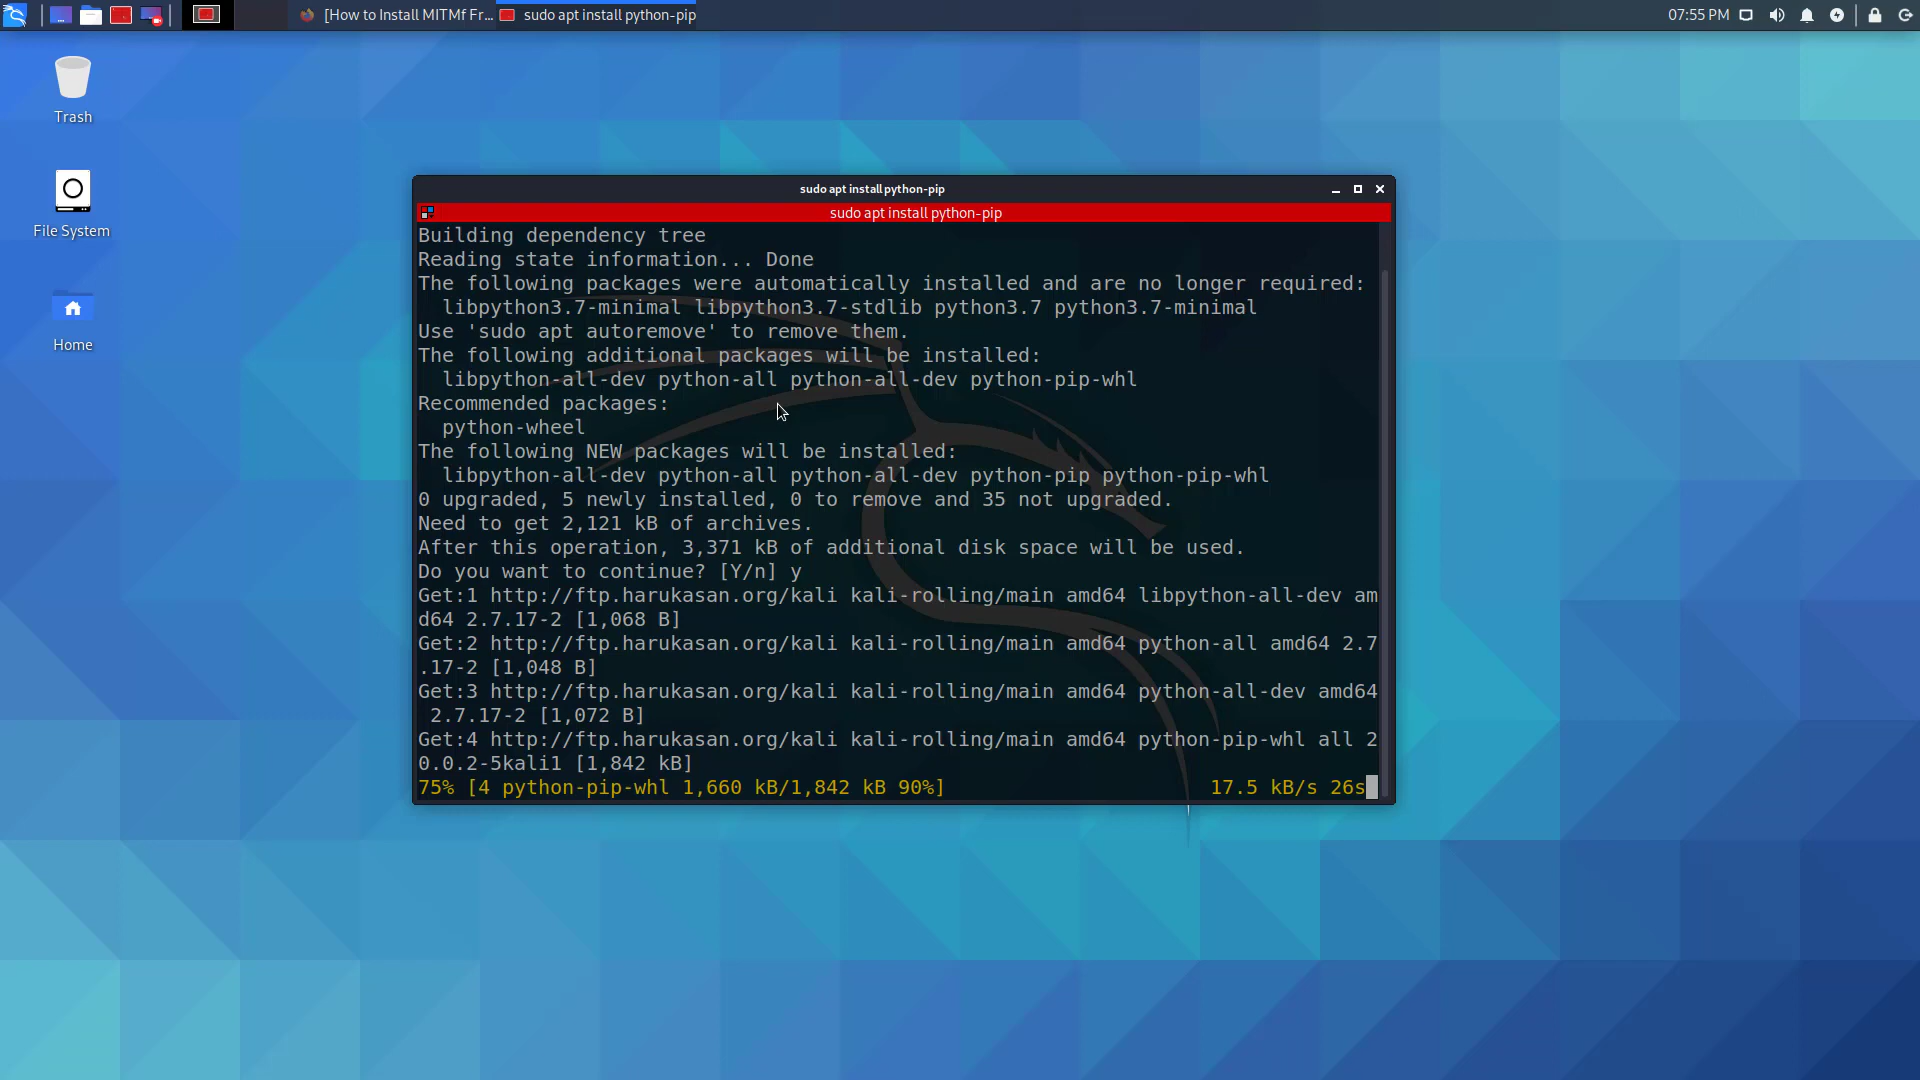 [How to Install MITMf Fr...
sudo apt install python-pip
07:55 PM
Trash
File System
Home
sudo apt install python-pip
sudo apt install python-pip
Building dependency tree
Reading state information... Done
The following packages were automatically installed and are no longer required:
libpython3.7-minimal libpython3.7-stdlib python3.7 python3.7-minimal
Use 'sudo apt autoremove' to remove them.
The following additional packages will be installed:
libpython-all-dev python-all python-all-dev python-pip-whl
Recommended packages:
python-wheel
The following NEW packages will be installed:
libpython-all-dev python-all python-all-dev python-pip python-pip-whl
0 upgraded, 5 newly installed, 0 to remove and 35 not upgraded.
Need to get 2,121 kB of archives.
After this operation, 3,371 kB of additional disk space will be used.
Do you want to continue? [Y/n] y
Get:1 http://ftp.harukasan.org/kali kali-rolling/main amd64 libpython-all-dev am
d64 2.7.17-2 [1,068 B]
Get:2 http://ftp.harukasan.org/kali kali-rolling/main amd64 python-all amd64 2.7
.17-2 [1,048 B]
Get:3 http://ftp.harukasan.org/kali kali-rolling/main amd64 python-all-dev amd64
2.7.17-2 [1,072 B]
Get:4 http://ftp.harukasan.org/kali kali-rolling/main amd64 python-pip-whl all 2
0.0.2-5kali1 [1,842 kB]
75% [4 python-pip-whl 1,660 kB/1,842 kB 90%] 17.5 kB/s 26s